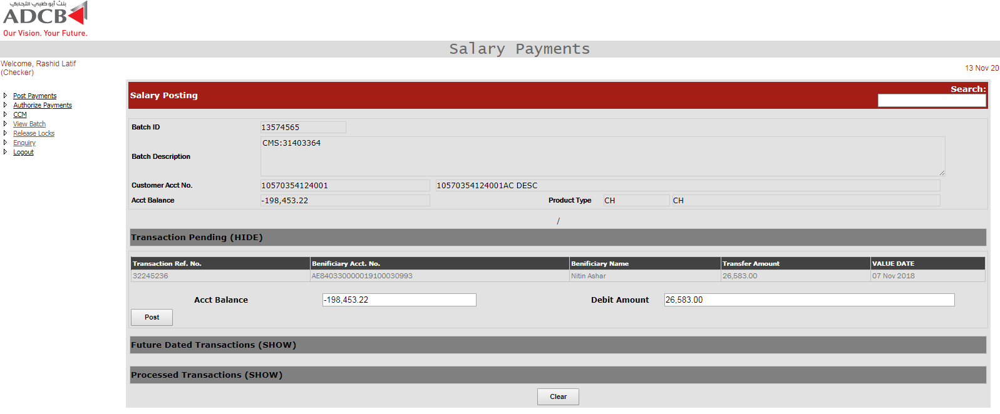 بنك أبوظبي التجاري
ADCB
Our Vision. Your Future.
Salary Payments
Welcome, Rashid Latif
(Checker)
13 Nov 20
Post Payments
Authorize Payments
CCM
View Batch
Release Locks
Enquiry
Logout
Salary Posting
Search:
Batch ID 13574565
Batch Description CMS:31403364
Customer Acct No. 10570354124001 10570354124001AC DESC
Acct Balance -198,453.22 Product Type CH CH
/
Transaction Pending (HIDE)
Transaction Ref. No. Benificiary Acct. No. Benificiary Name Transfer Amount VALUE DATE
32245236 AE840330000019100030993 Nitin Ashar 26,583.00 07 Nov 2018
Acct Balance -198,453.22 Debit Amount 26,583.00
Post
Future Dated Transactions (SHOW)
Processed Transactions (SHOW)
Clear